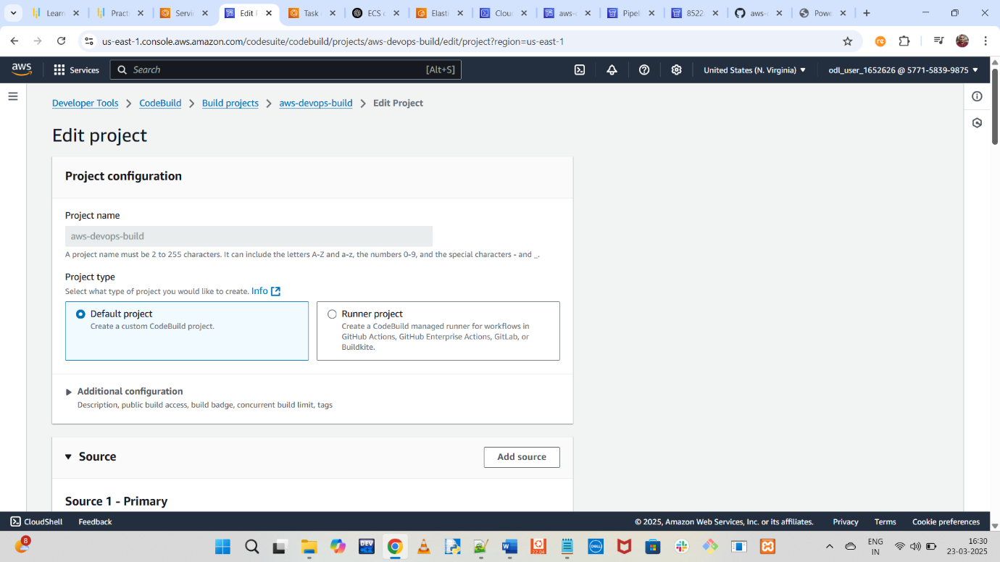 Learn
Pract
Servi
Edit P
Task
ECS
Elasti
Clou
aws-
Pipel
8522
aws-
Powe
us-east-1.console.aws.amazon.com/codesuite/codebuild/projects/aws-devops-build/edit/project?region=us-east-1
aws
Services
Search
[Alt+S]
United States (N. Virginia)
odl_user_1652626 @ 5771-5839-9875
Developer Tools
CodeBuild
Build projects
aws-devops-build
Edit Project
Edit project
Project configuration
Project name
aws-devops-build
A project name must be 2 to 255 characters. It can include the letters A-Z and a-z, the numbers 0-9, and the special characters - and _.
Project type
Select what type of project you would like to create. Info
Default project
Create a custom CodeBuild project.
Runner project
Create a CodeBuild managed runner for workflows in
GitHub Actions, GitHub Enterprise Actions, GitLab, or
Buildkite.
Additional configuration
Description, public build access, build badge, concurrent build limit, tags
Source
Add source
Source 1 - Primary
CloudShell
Feedback
© 2025, Amazon Web Services, Inc. or its affiliates.
Privacy
Terms
Cookie preferences
8
DEV
22.04
DELL
ENG
IN
16:30
23-03-2025